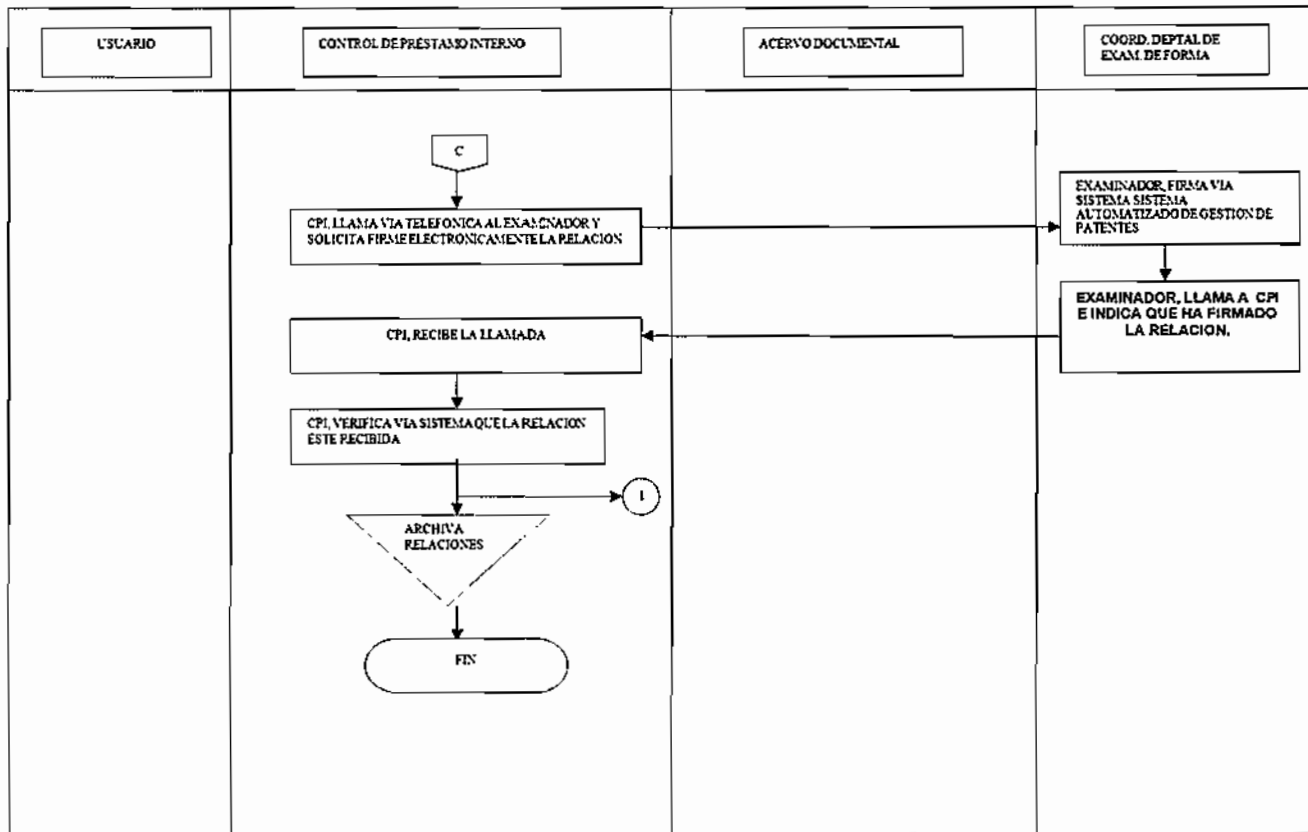 USUARIO
CONTROL DE PRÉSTAMO INTERNO
ACERVO DOCUMENTAL
COORD. DEPTAL DE
EXAM. DE FORMA
C
CPI, LLAMA VIA TELEFONICA AL EXAMINADOR Y
SOLICITA FIRME ELECTRONICAMENTE LA RELACION
EXAMINADOR, FIRMA VIA
SISTEMA SISTEMA
AUTOMATIZADO DE GESTION DE
PATENTES
EXAMINADOR, LLAMA A CPI
E INDICA QUE HA FIRMADO
LA RELACION.
CPI, RECIBE LA LLAMADA
CPI, VERIFICA VIA SISTEMA QUE LA RELACION
ESTE RECIBIDA
1
ARCHIVA
RELACIONES
FIN